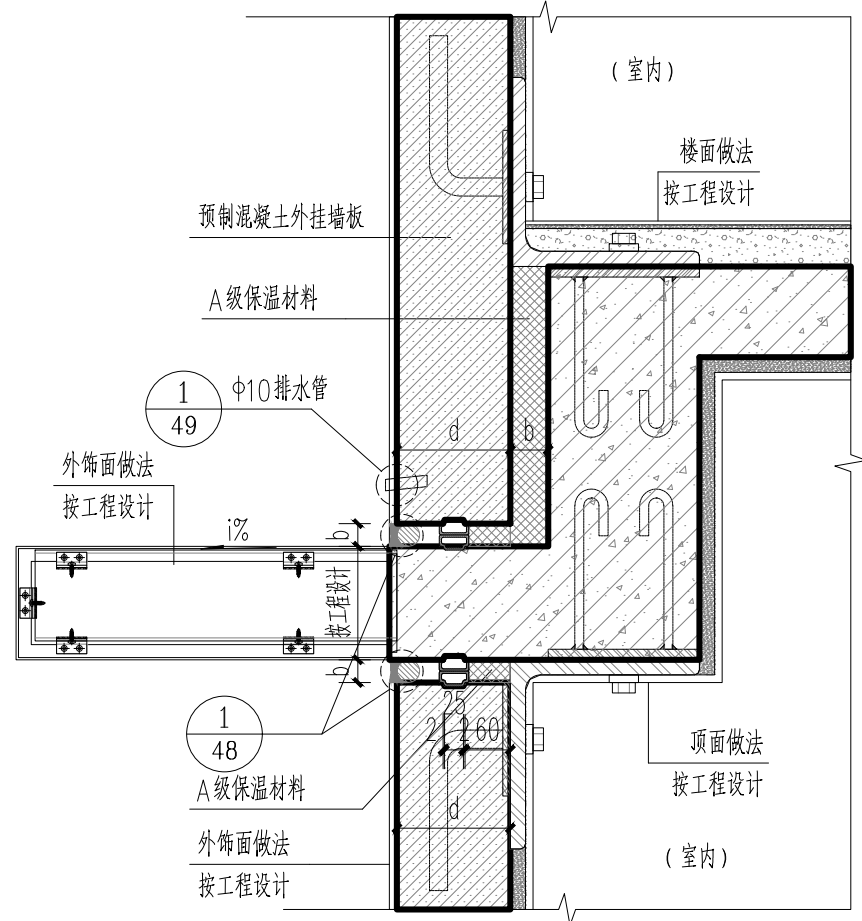 (室内)
楼面做法
按工程设计
预制混凝土外挂墙板
A级保温材料
1
49
Φ10排水管
d
b
外饰面做法
按工程设计
i%
b
按工程设计
b
1
48
25
2
2
60
A级保温材料
d
顶面做法
按工程设计
外饰面做法
按工程设计
(室内)